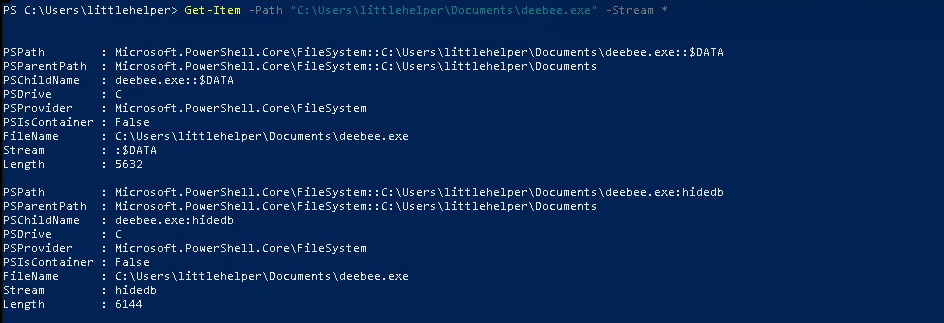 PS C:\Users\littlehelper> Get-Item -Path "C:\Users\littlehelper\Documents\deebee.exe" -Stream *
PSPath : Microsoft.PowerShell.Core\FileSystem::C:\Users\littlehelper\Documents\deebee.exe::$DATA
PSParentPath : Microsoft.PowerShell.Core\FileSystem::C:\Users\littlehelper\Documents
PSChildName : deebee.exe::$DATA
PSDrive : C
PSProvider : Microsoft.PowerShell.Core\FileSystem
PSIsContainer : False
FileName : C:\Users\littlehelper\Documents\deebee.exe
Stream : :$DATA
Length : 5632
PSPath : Microsoft.PowerShell.Core\FileSystem::C:\Users\littlehelper\Documents\deebee.exe:hidedb
PSParentPath : Microsoft.PowerShell.Core\FileSystem::C:\Users\littlehelper\Documents
PSChildName : deebee.exe:hidedb
PSDrive : C
PSProvider : Microsoft.PowerShell.Core\FileSystem
PSIsContainer : False
FileName : C:\Users\littlehelper\Documents\deebee.exe
Stream : hidedb
Length : 6144